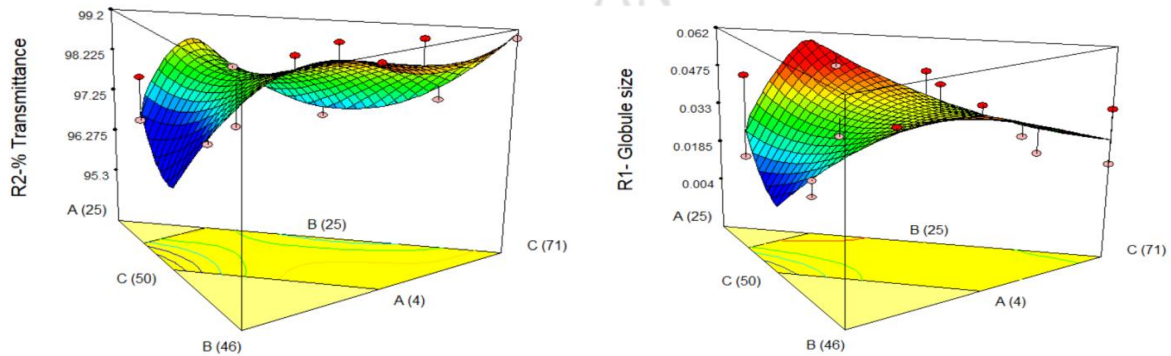 AN
99.2
98.225
97.25
96.275
95.3
R2-% Transmittance
A (25)
B (25)
C (71)
C (50)
A (4)
B (46)
0.062
0.0475
0.033
0.0185
0.004
R1- Globule size
A (25)
B (25)
C (71)
C (50)
A (4)
B (46)